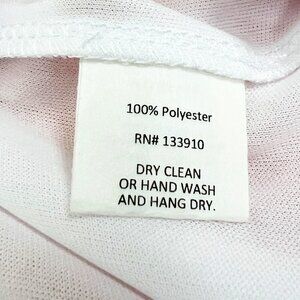 100% Polyester
RN# 133910
DRY CLEAN
OR HAND WASH
AND HANG DRY.